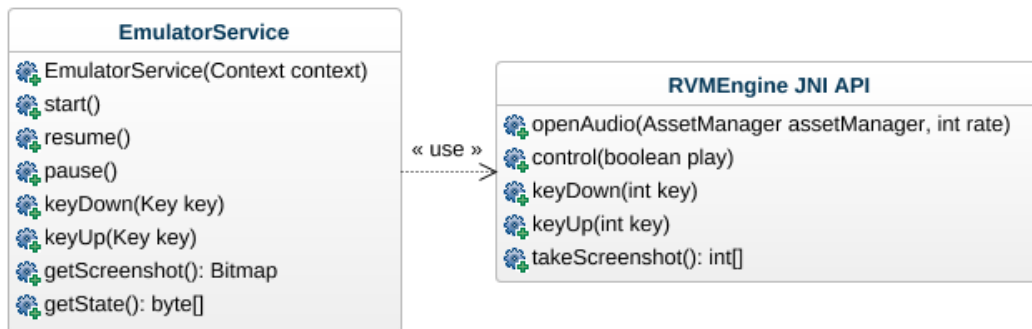 EmulatorService
EmulatorService(Context context)
start()
resume()
pause()
keyDown(Key key)
keyUp(Key key)
getScreenshot(): Bitmap
getState(): byte[]
« use »
RVMEngine JNI API
openAudio(AssetManager assetManager, int rate)
control(boolean play)
keyDown(int key)
keyUp(int key)
takeScreenshot(): int[]